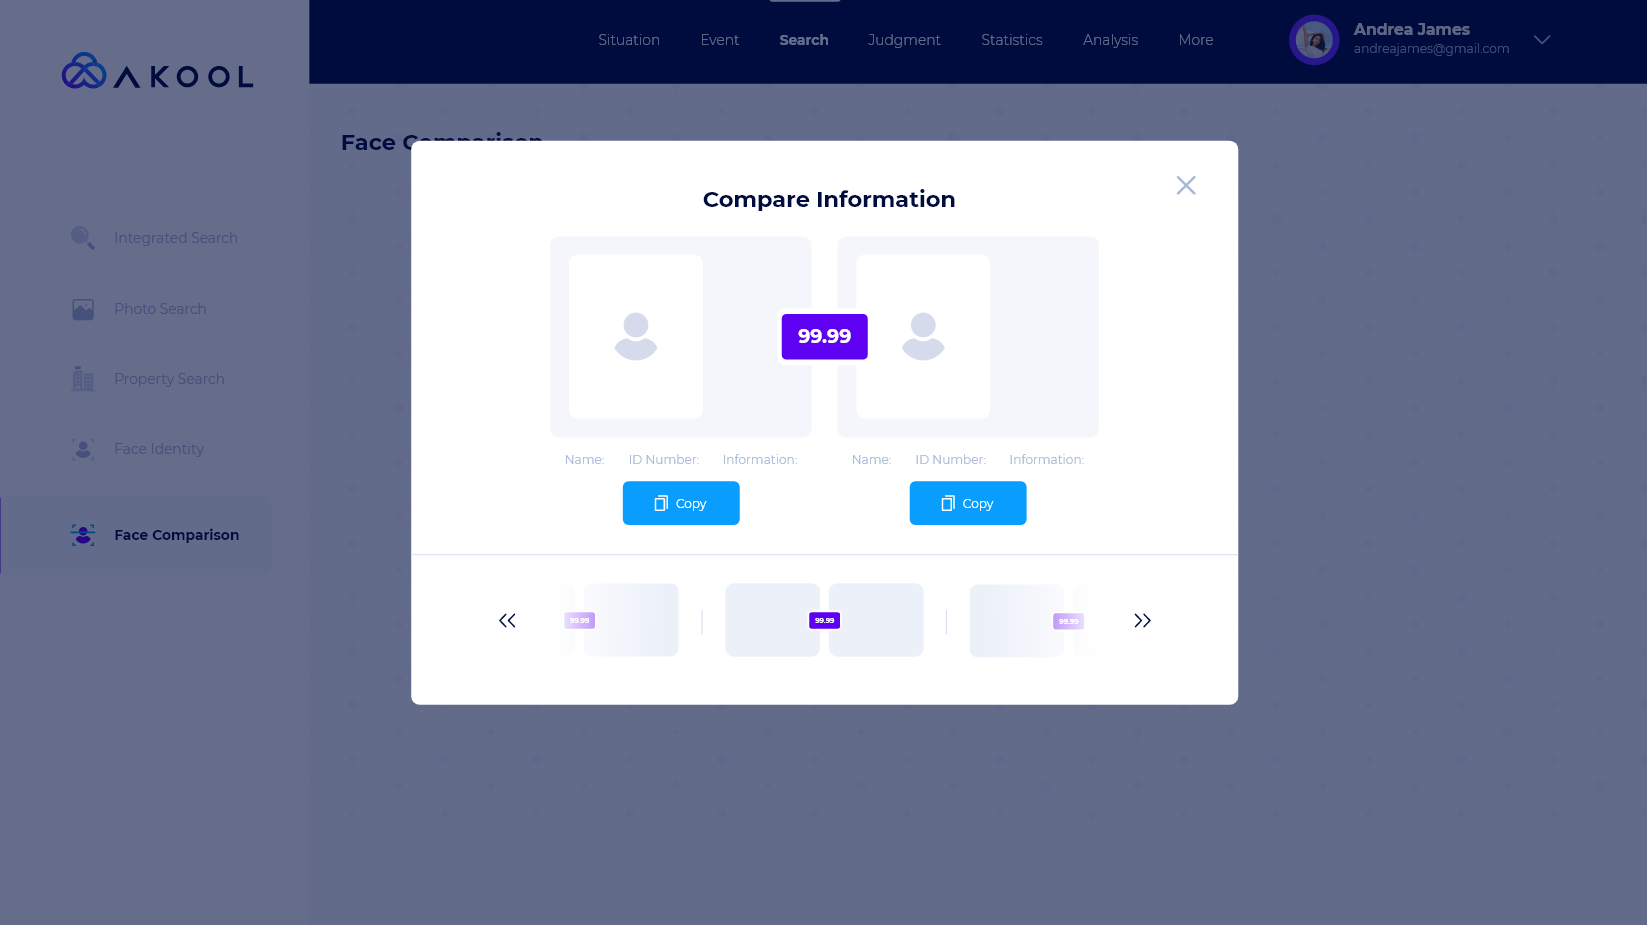 AKOOL
Situation Event Search Judgment Statistics Analysis More
Andrea James
andreajames@gmail.com
Face Comparison
Integrated Search
Photo Search
Property Search
Face Identity
Face Comparison
Compare Information
99.99
Name: ID Number: Information:
Name: ID Number: Information:
Copy
Copy
99.99
99.99
99.99